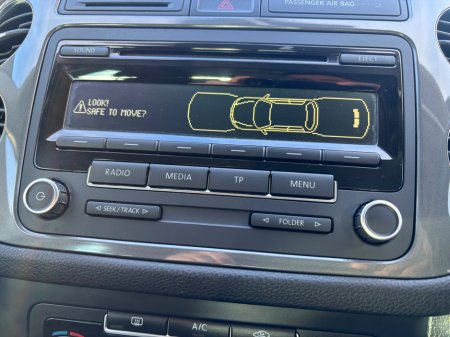 PASSENGER AIR BAG
SOUND
EJECT
LOOK!
SAFE TO MOVE?
RADIO
MEDIA
TP
MENU
SEEK/TRACK
FOLDER
A/C